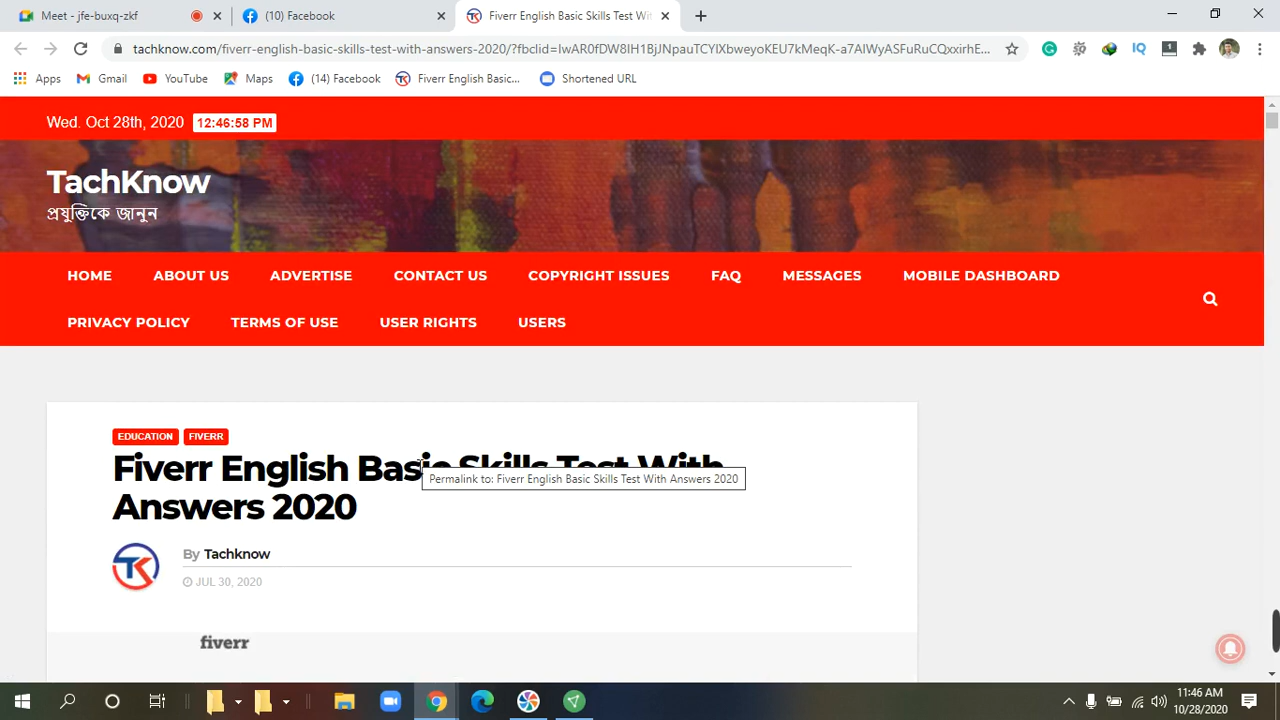 Meet - jfe-buxq-zkf
(10) Facebook
Fiverr English Basic Skills Test Wit
tachknow.com/fiverr-english-basic-skills-test-with-answers-2020/?fbclid=IwAR0fDW8IH1BjJNpauTCYlXbweyoKEU7kMeqK-a7AlWyASFuRuCQxxirhE...
Apps
Gmail
YouTube
Maps
(14) Facebook
Fiverr English Basic...
Shortened URL
Wed. Oct 28th, 2020 12:46:58 PM
TachKnow
প্রযুক্তিকে জানুন
HOME ABOUT US ADVERTISE CONTACT US COPYRIGHT ISSUES FAQ MESSAGES MOBILE DASHBOARD
PRIVACY POLICY TERMS OF USE USER RIGHTS USERS
EDUCATION FIVERR
Fiverr English Basic Skills Test With
Permalink to: Fiverr English Basic Skills Test With Answers 2020
Answers 2020
By Tachknow
JUL 30, 2020
fiverr
11:46 AM
10/28/2020